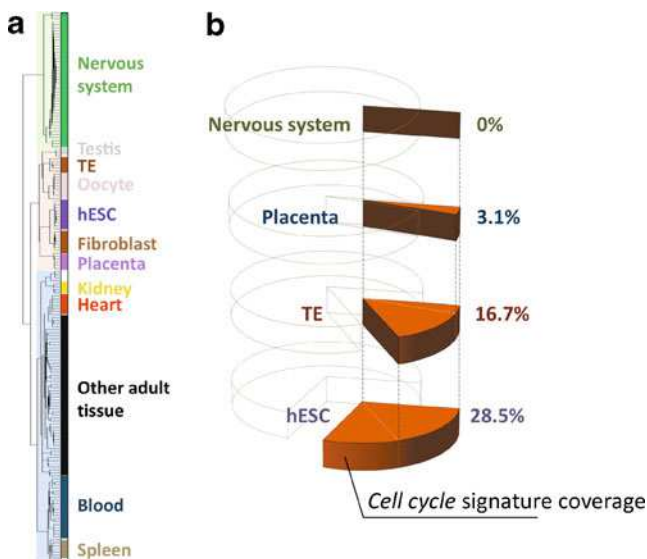 a
Nervous
system
Testis
TE
Oocyte
hESC
Fibroblast
Placenta
Kidney
Heart
Other adult
tissue
Blood
Spleen
b
Nervous system 0%
Placenta 3.1%
TE 16.7%
hESC 28.5%
Cell cycle signature coverage